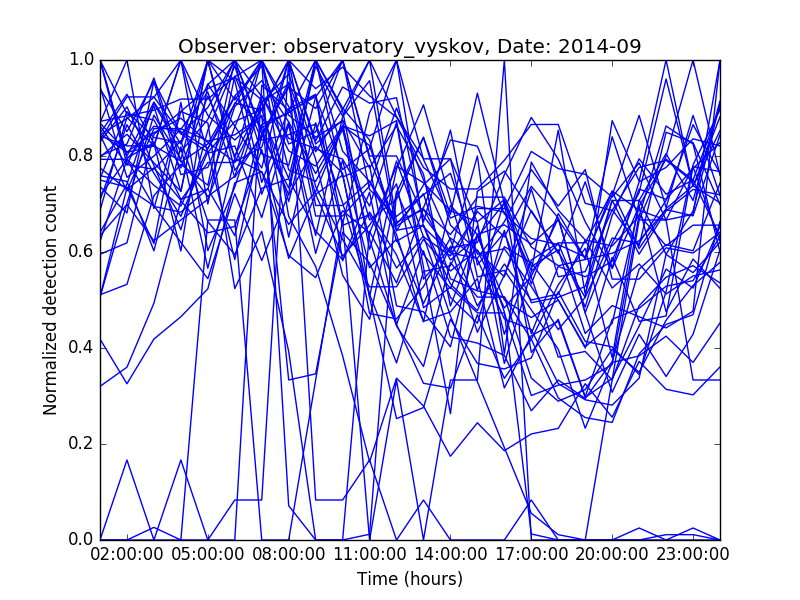 Observer: observatory_vyskov, Date: 2014-09
1.0
0.8
0.6
0.4
0.2
0.0
Normalized detection count
02:00:00 05:00:00 08:00:00 11:00:00 14:00:00 17:00:00 20:00:00 23:00:00
Time (hours)